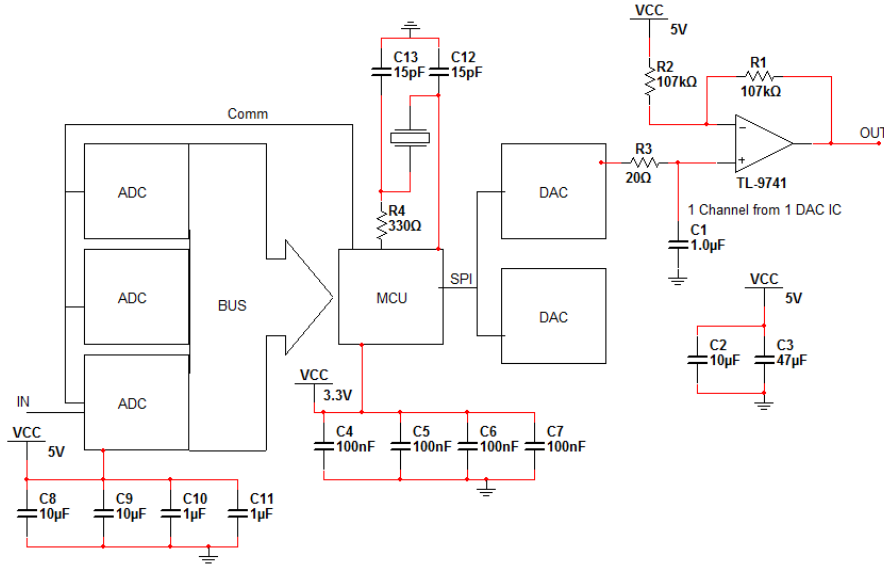 VCC
5V
C13
15pF
C12
15pF
R2
107kΩ
R1
107kΩ
Comm
OUT
ADC
R3
20Ω
TL-9741
DAC
1 Channel from 1 DAC IC
R4
330Ω
C1
1.0µF
ADC
BUS
MCU
SPI
VCC
5V
DAC
C2
10µF
C3
47µF
ADC
IN
VCC
3.3V
VCC
5V
C4
100nF
C5
100nF
C6
100nF
C7
100nF
C8
10µF
C9
10µF
C10
1µF
C11
1µF